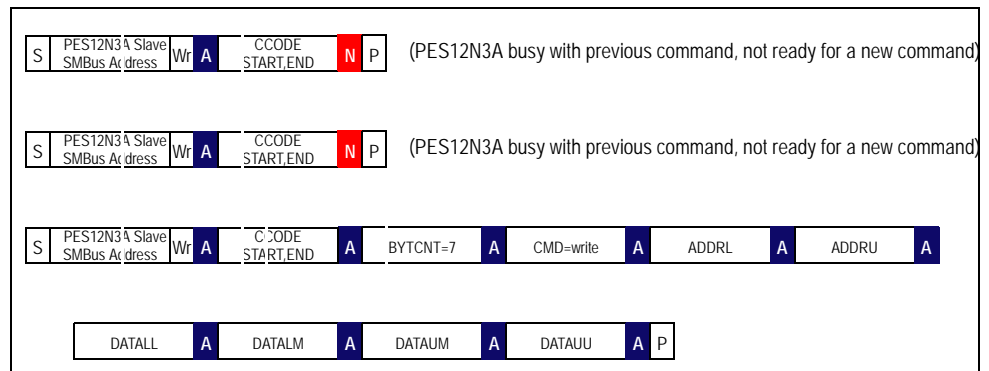 S PES12N3A Slave SMBus Address Wr A CCODE START,END N P (PES12N3A busy with previous command, not ready for a new command)
S PES12N3A Slave SMBus Address Wr A CCODE START,END N P (PES12N3A busy with previous command, not ready for a new command)
S PES12N3A Slave SMBus Address Wr A CCODE START,END A BYTCNT=7 A CMD=write A ADDRL A ADDRU A
DATALL A DATALM A DATAUM A DATAUU A P